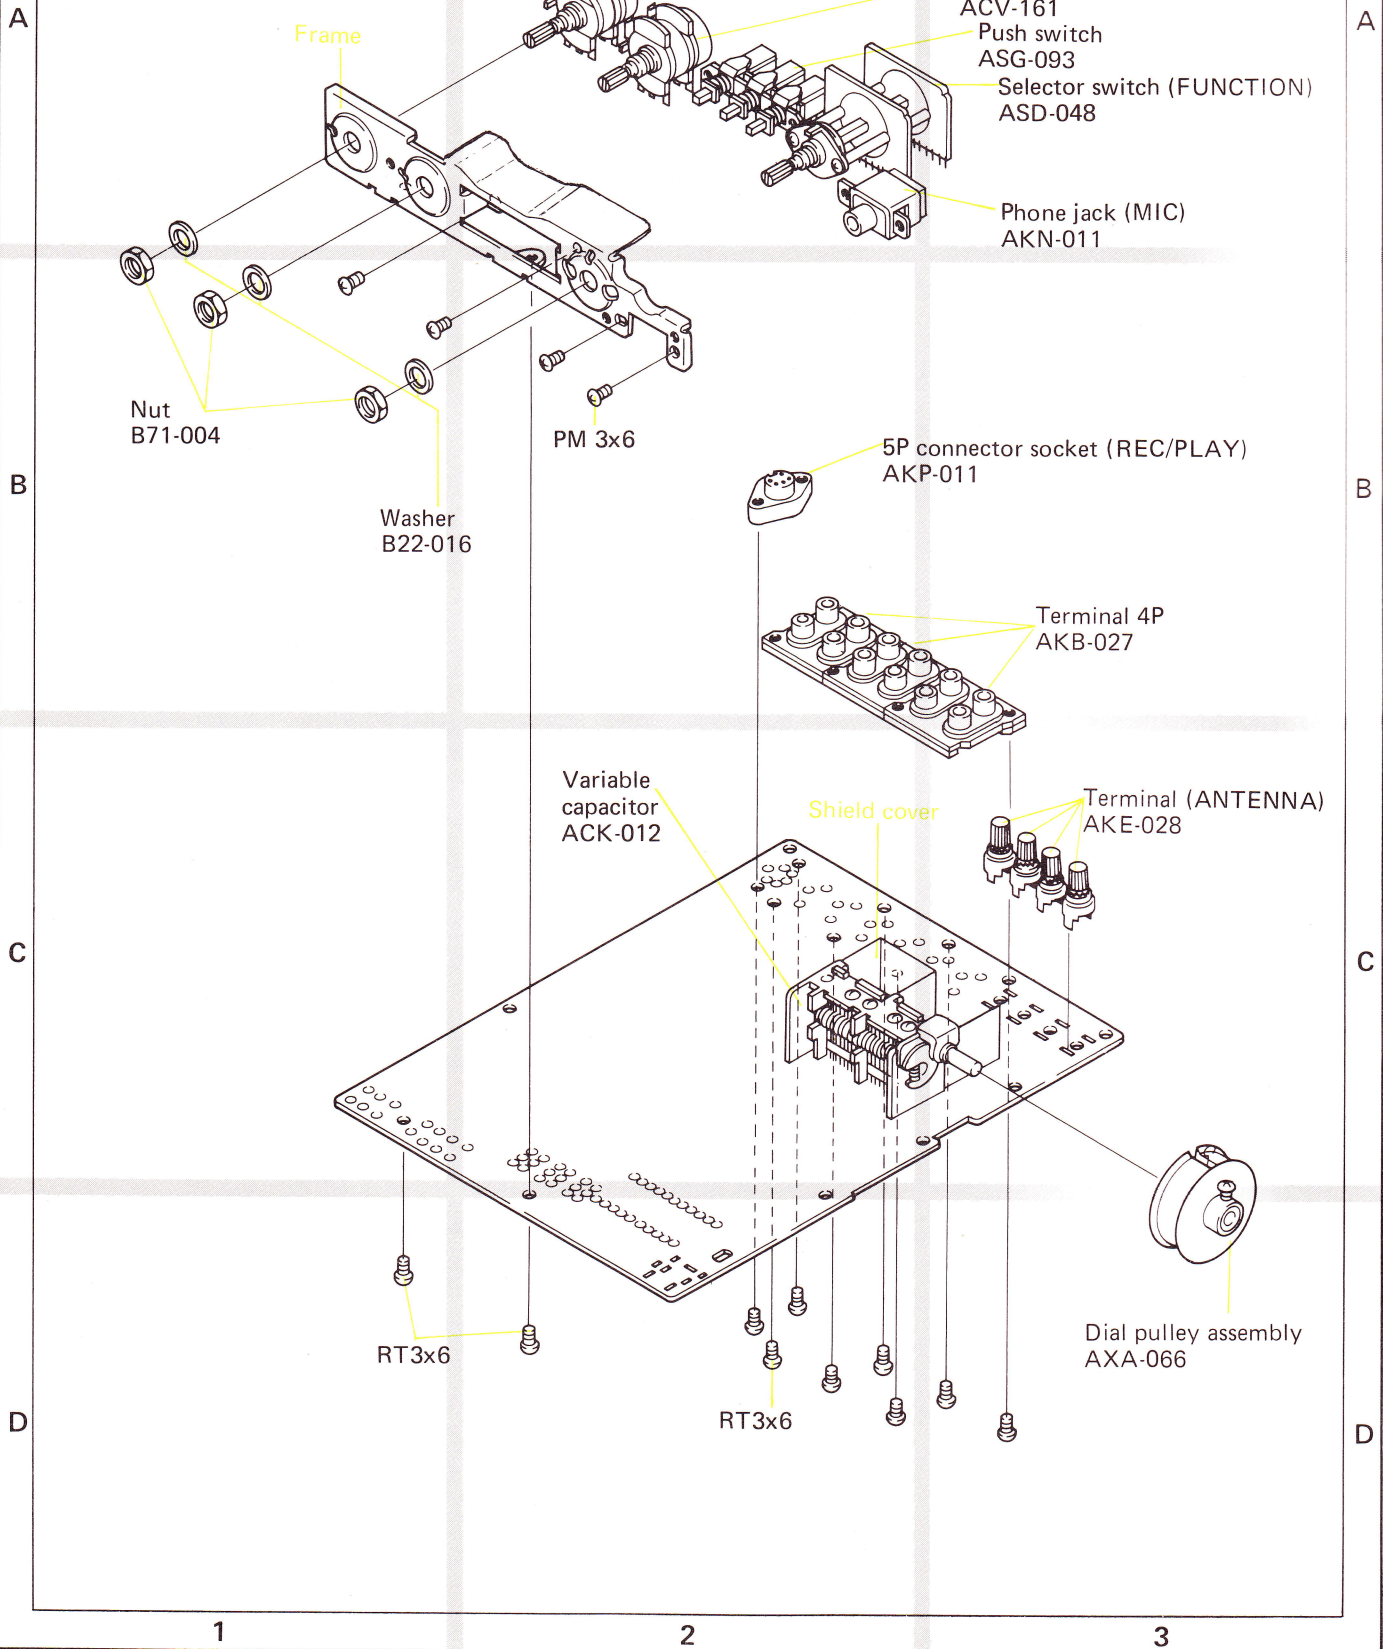 A
A
Frame
ACV-161
Push switch
ASG-093
Selector switch (FUNCTION)
ASD-048
Phone jack (MIC)
AKN-011
Nut
B71-004
PM 3x6
Washer
B22-016
B
B
5P connector socket (REC/PLAY)
AKP-011
Terminal 4P
AKB-027
Variable
capacitor
ACK-012
Shield cover
Terminal (ANTENNA)
AKE-028
C
C
RT3x6
RT3x6
Dial pulley assembly
AXA-066
D
D
1
2
3